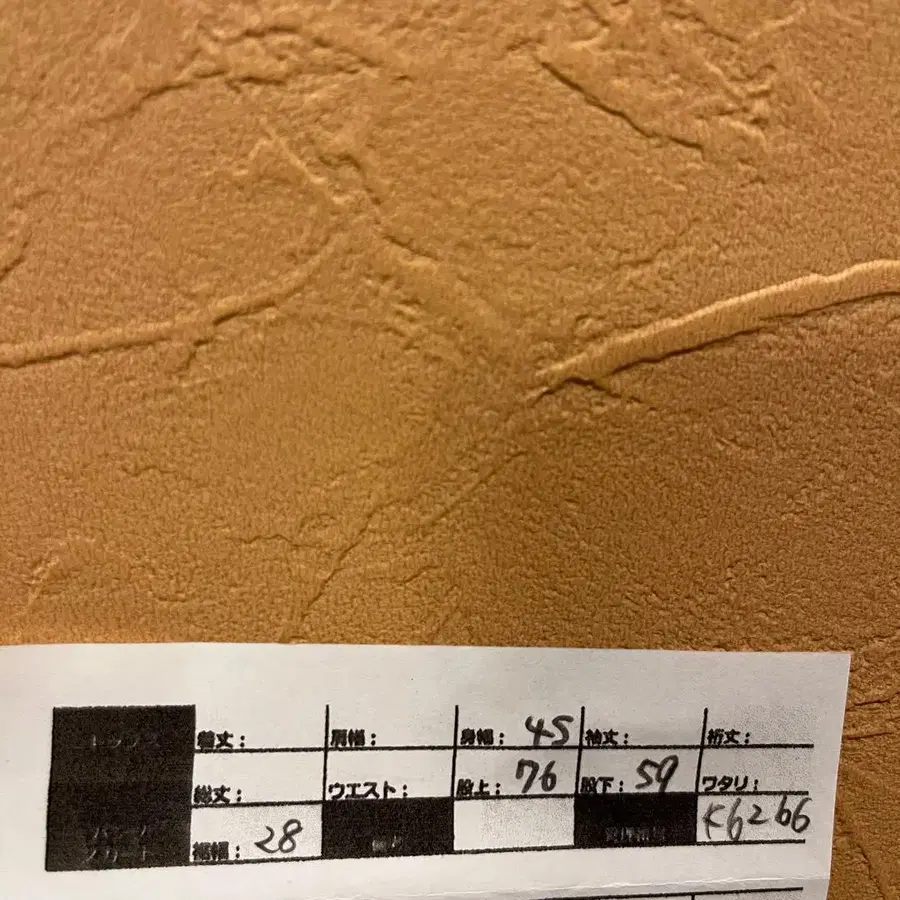 着丈： 肩幅： 身幅： 45 袖丈： 裄丈：
総丈： ウエスト： 股上： 76 股下： 59 ワタリ：
裾幅： 28 K6266